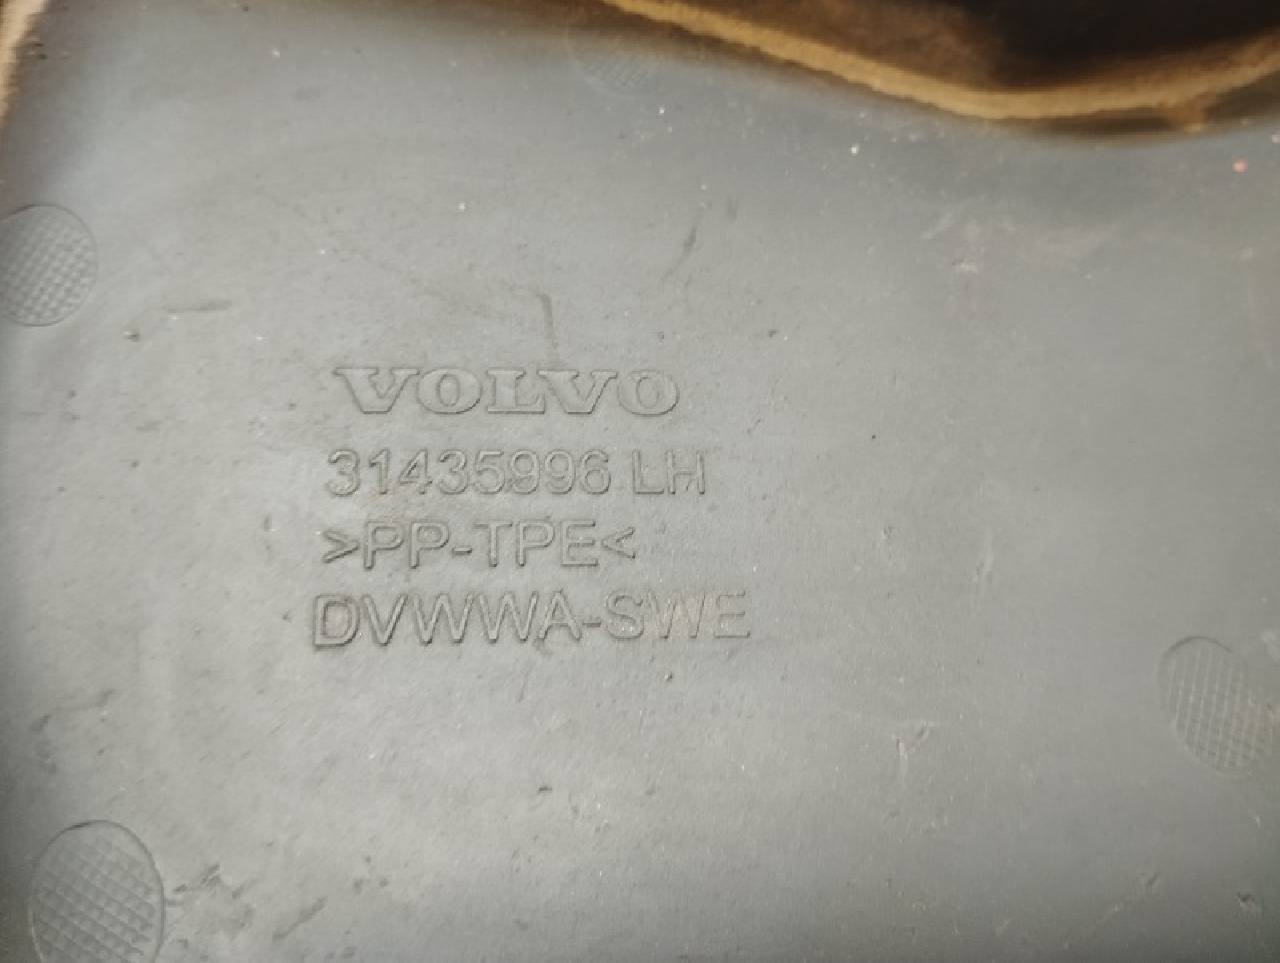 VOLVO
31435996 LH
>PP-TPE<
DVWWA-SWE